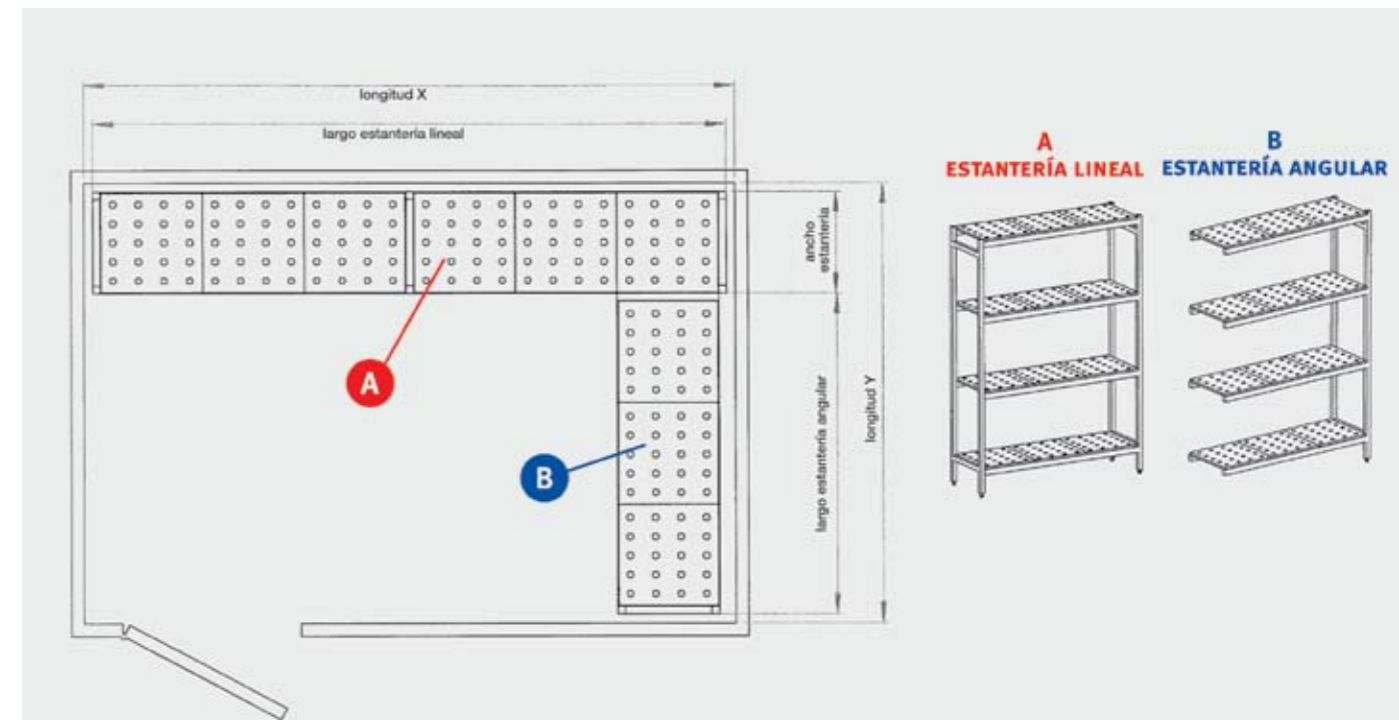 longitud X
largo estantería lineal
ancho
estantería
largo estantería angular
longitud Y
A
B
A
ESTANTERÍA LINEAL
B
ESTANTERÍA ANGULAR